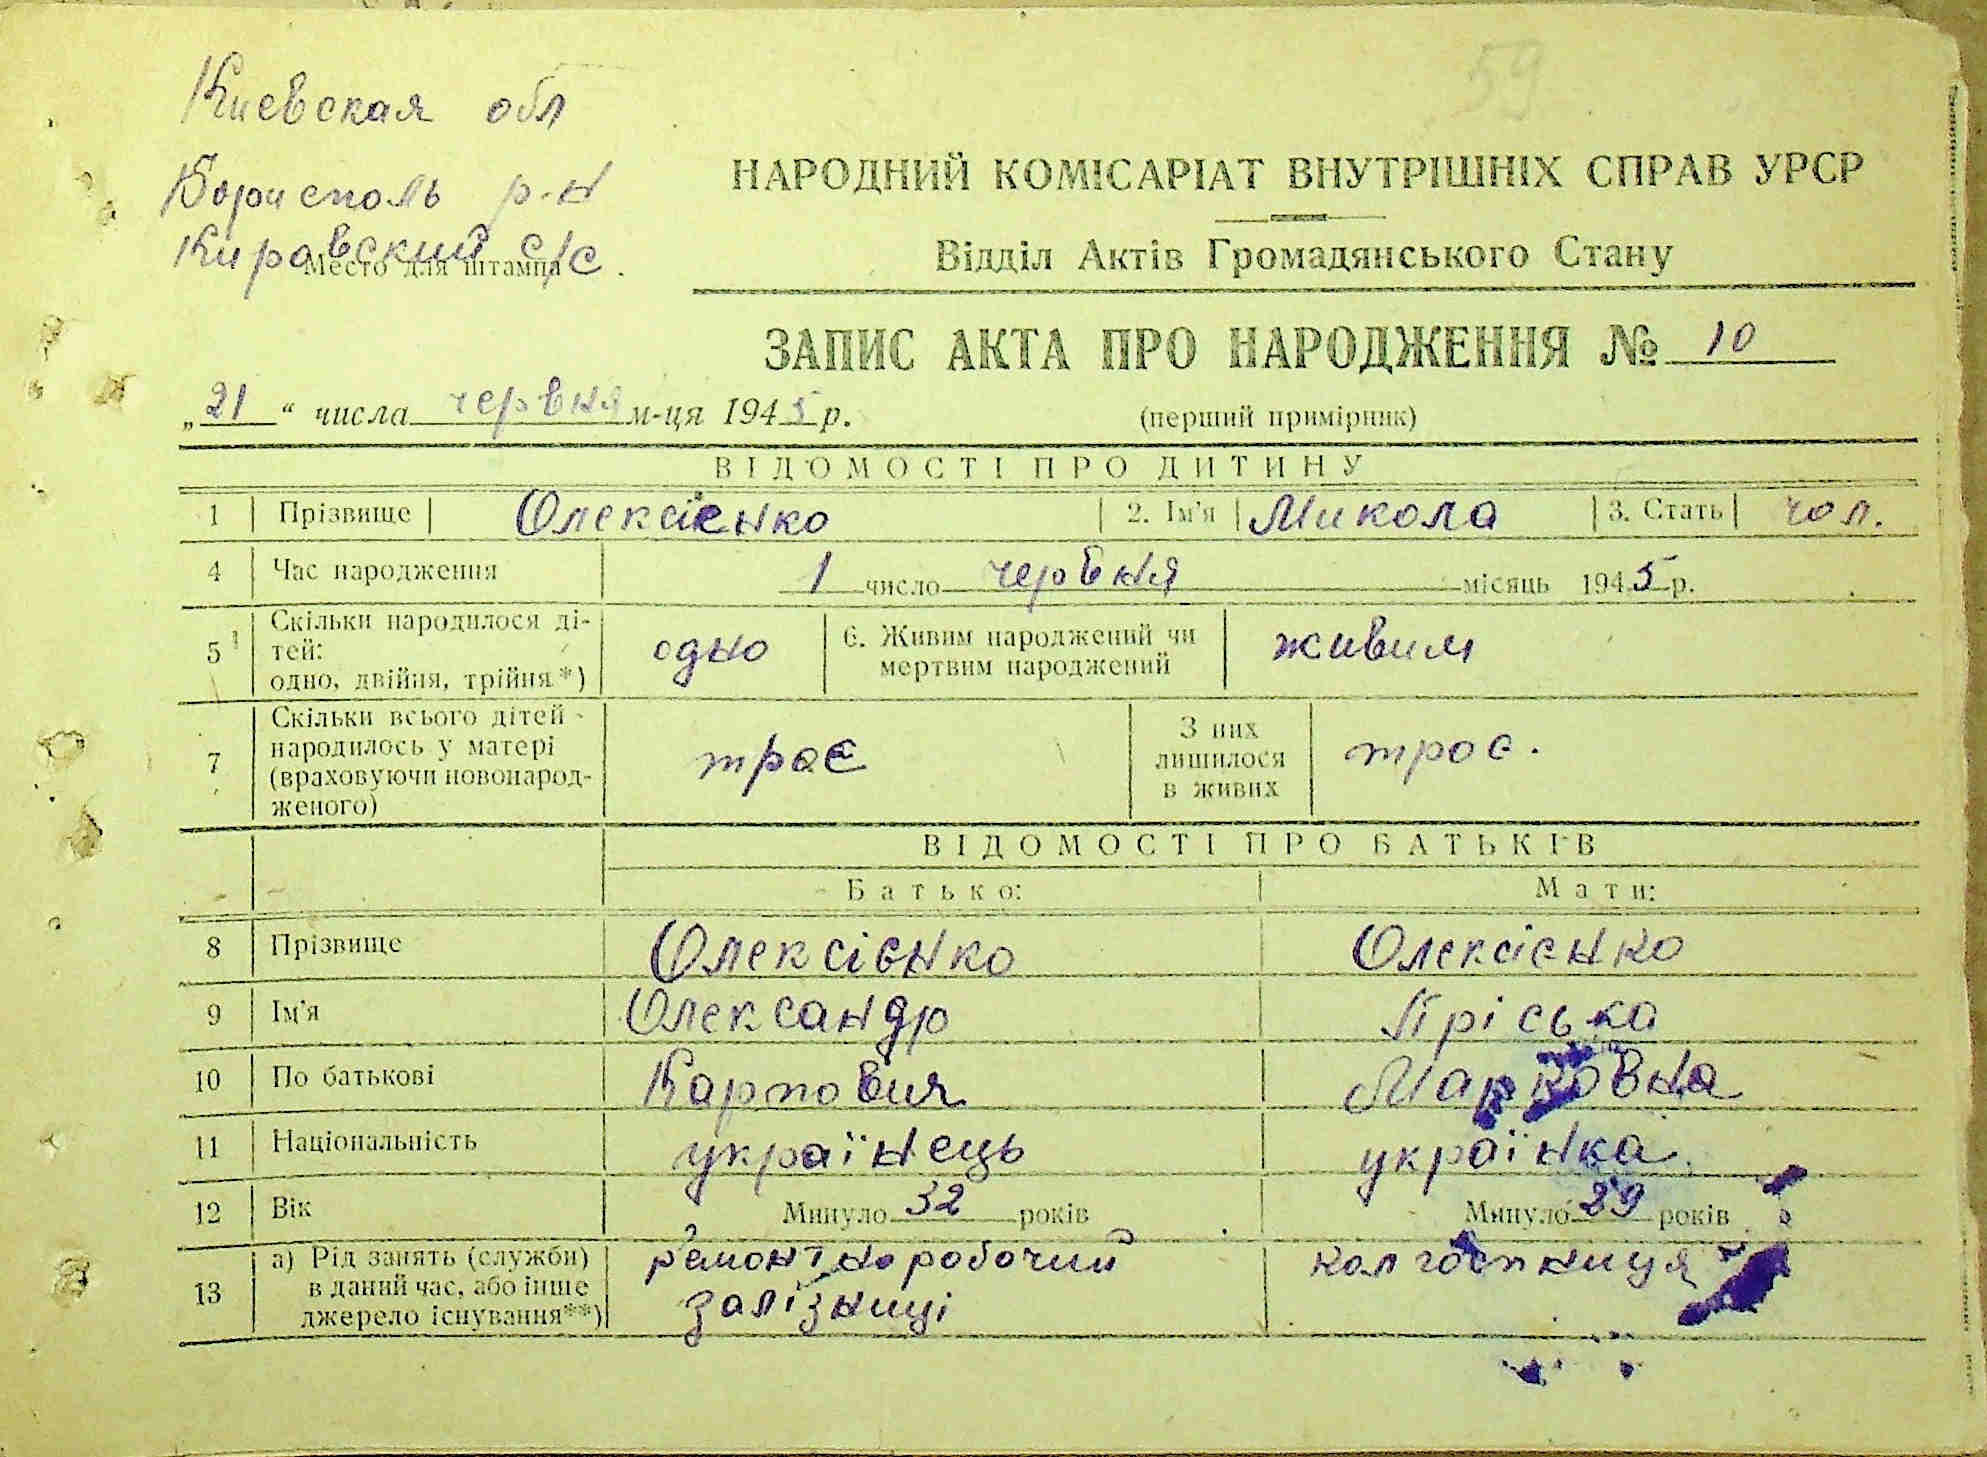 59
Киевская обл
Борисполь р-н
Кировский с/с.
Место для штампа
НАРОДНИЙ КОМІСАРІАТ ВНУТРІШНІХ СПРАВ УРСР
Відділ Актів Громадянського Стану
ЗАПИС АКТА ПРО НАРОДЖЕННЯ № 10
„21“ числа червня м-ця 1945 р. (перший примірник)
ВІДОМОСТІ ПРО ДИТИНУ
1 Прізвище Олексієнко 2. Ім'я Микола 3. Стать чол.
4 Час народження 1 число червня місяць 1945 р.
5 Скільки народилося дітей: одно, двійня, трійня*) одно 6. Живим народжений чи мертвим народжений живим
7 Скільки всього дітей народилось у матері (враховуючи новонародженого) троє З них лишилося в живих троє.
ВІДОМОСТІ ПРО БАТЬКІВ
Батько: Мати:
8 Прізвище Олексієнко Олексієнко
9 Ім'я Олександр Пріська
10 По батькові Карпович Марковна
11 Національність українець українка
12 Вік Минуло 32 років Минуло 29 років
13 а) Рід занять (служби) в даний час, або інше джерело існування**) ремонтно робочий залізниці колгоспниця